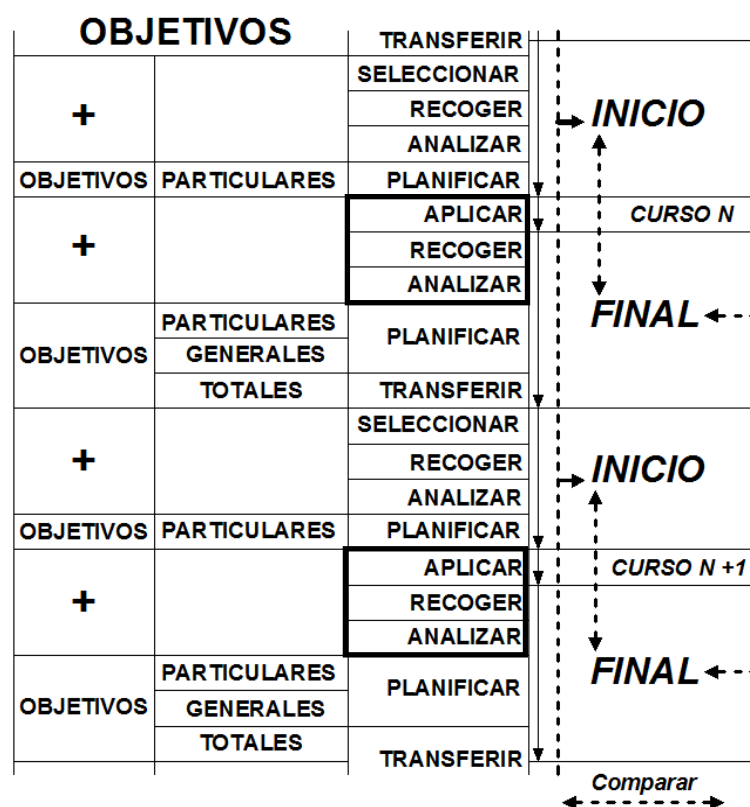 OBJETIVOS
TRANSFERIR
SELECCIONAR
+ RECOGER INICIO
ANALIZAR
OBJETIVOS PARTICULARES PLANIFICAR
APLICAR CURSO N
+ RECOGER
ANALIZAR
PARTICULARES FINAL
OBJETIVOS GENERALES PLANIFICAR
TOTALES TRANSFERIR
SELECCIONAR
+ RECOGER INICIO
ANALIZAR
OBJETIVOS PARTICULARES PLANIFICAR
APLICAR CURSO N +1
+ RECOGER
ANALIZAR
PARTICULARES FINAL
OBJETIVOS GENERALES PLANIFICAR
TOTALES
TRANSFERIR
Comparar